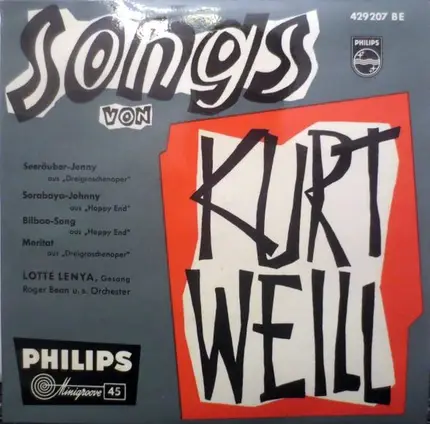 Songs
429207 BE
PHILIPS
VON
KURT
WEILL
Seeräuber-Jenny
aus „Dreigroschenoper"
Sorabaya-Johnny
aus „Happy End"
Bilbao-Song
aus „Happy End"
Moritat
aus „Dreigroschenoper"
LOTTE LENYA, Gesang
Roger Bean u. s. Orchester
PHILIPS
Minigroove 45